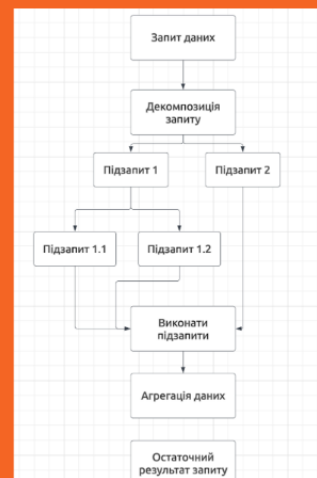 Запит даних
Декомпозиція
запиту
Підзапит 1
Підзапит 2
Підзапит 1.1
Підзапит 1.2
Виконати
підзапити
Агрегація даних
Остаточний
результат запиту